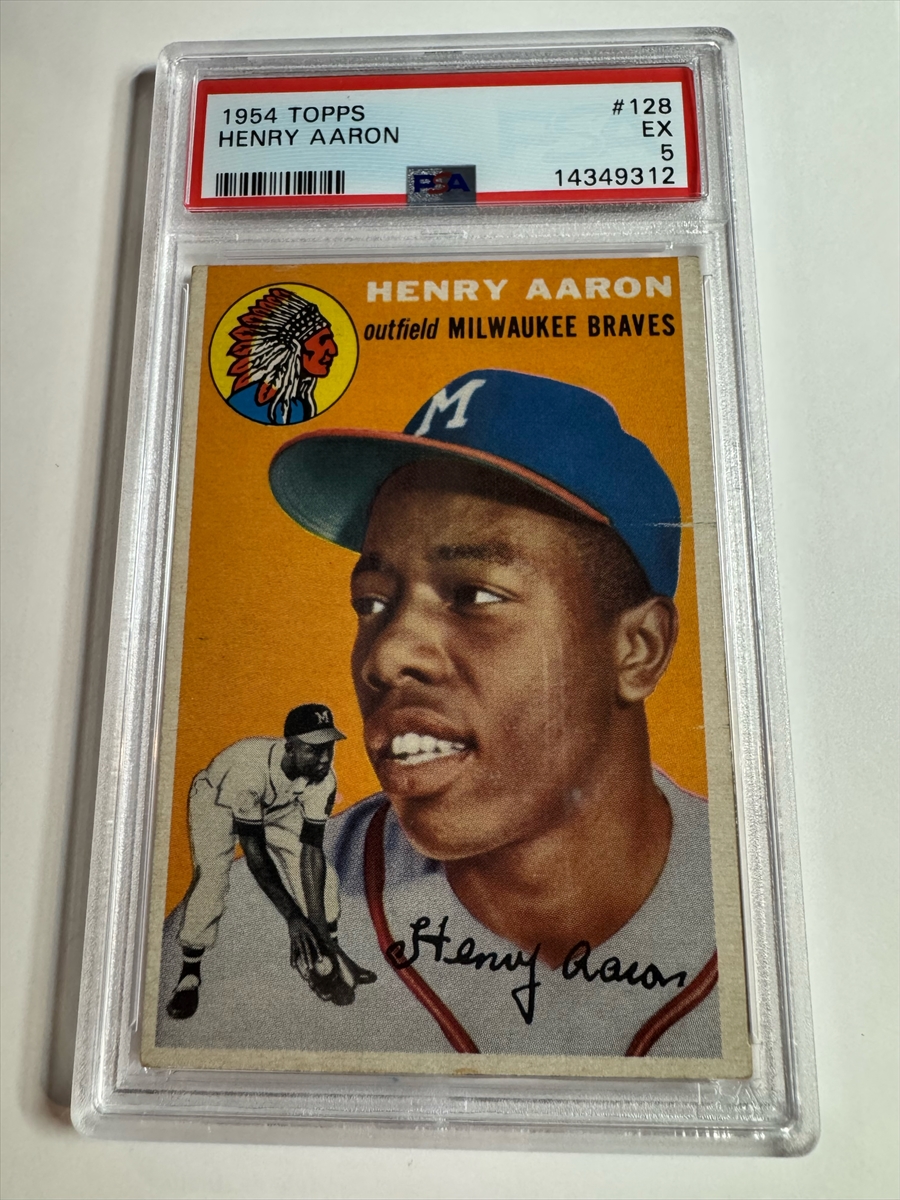 1954 TOPPS
HENRY AARON
#128
EX
5
14349312
PSA
HENRY AARON
outfield MILWAUKEE BRAVES
M
M
Henry Aaron